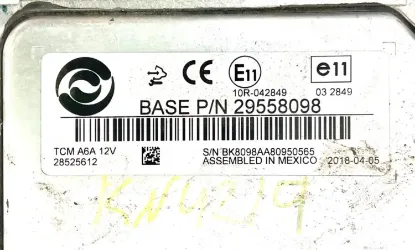 CE E11 e11
10R-042849 03 2849
BASE P/N 29558098
TCM A6A 12V S/N BK8098AA80950565
28525612 ASSEMBLED IN MEXICO 2018-04-05